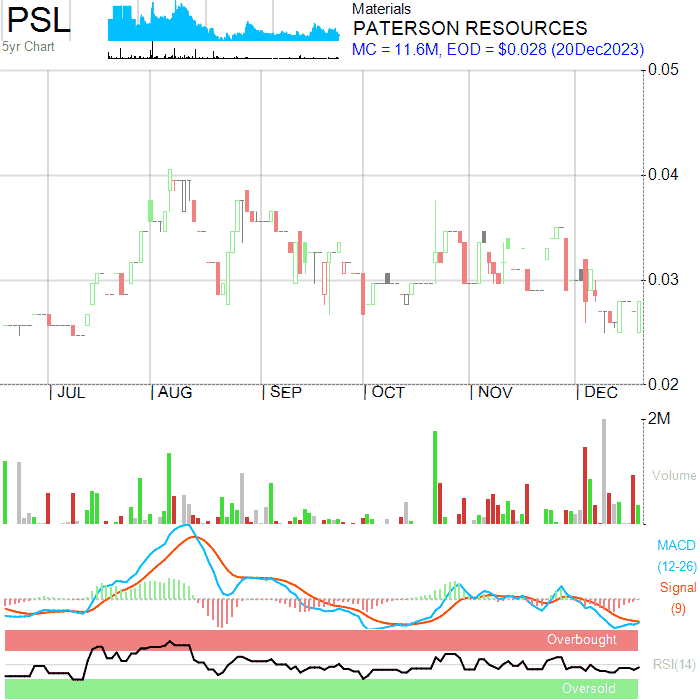 PSL
5yr Chart
Materials
PATERSON RESOURCES
MC = 11.6M, EOD = $0.028 (20Dec2023)
0.05
0.04
0.03
0.02
| JUL | AUG | SEP | OCT | NOV | DEC
2M
Volume
MACD
(12-26)
Signal
(9)
Overbought
RSI(14)
Oversold